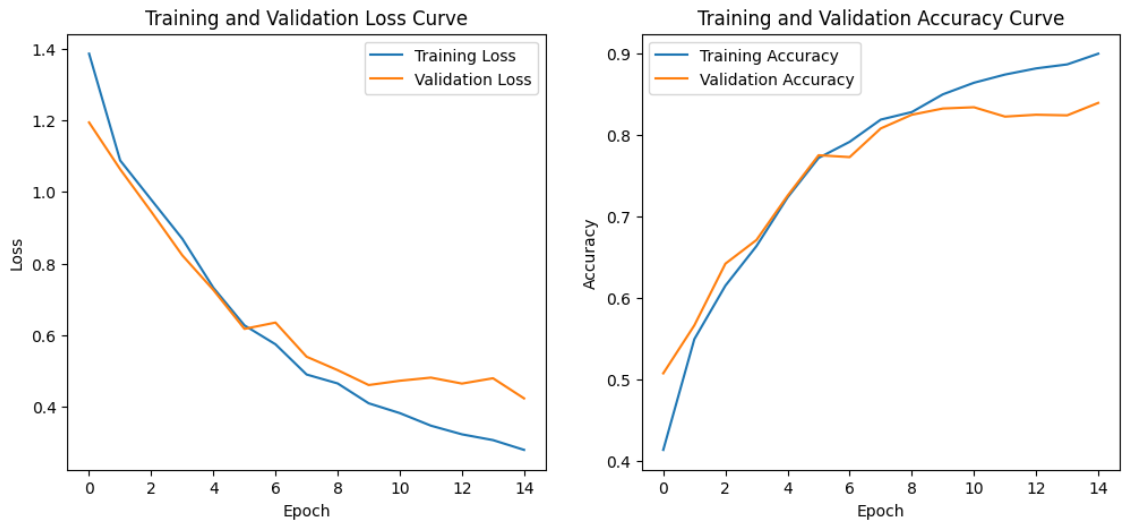 Training and Validation Loss Curve
1.4
1.2
1.0
0.8
0.6
0.4
Loss
Training Loss
Validation Loss
0 2 4 6 8 10 12 14
Epoch
Training and Validation Accuracy Curve
0.9
0.8
0.7
0.6
0.5
0.4
Accuracy
Training Accuracy
Validation Accuracy
0 2 4 6 8 10 12 14
Epoch